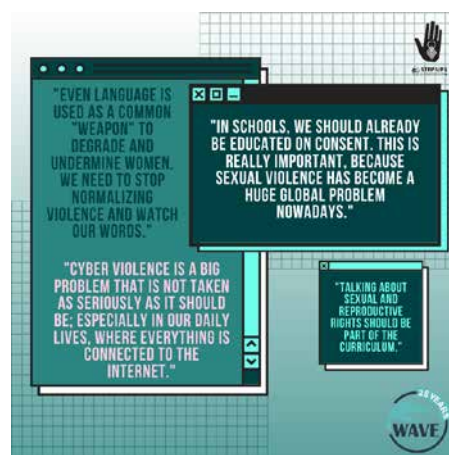 "EVEN LANGUAGE IS
USED AS A COMMON
"WEAPON" TO
DEGRADE AND
UNDERMINE WOMEN.
WE NEED TO STOP
NORMALIZING
VIOLENCE AND WATCH
OUR WORDS."
"CYBER VIOLENCE IS A BIG
PROBLEM THAT IS NOT TAKEN
AS SERIOUSLY AS IT SHOULD
BE; ESPECIALLY IN OUR DAILY
LIVES, WHERE EVERYTHING IS
CONNECTED TO THE
INTERNET."
"IN SCHOOLS, WE SHOULD ALREADY
BE EDUCATED ON CONSENT. THIS IS
REALLY IMPORTANT, BECAUSE
SEXUAL VIOLENCE HAS BECOME A
HUGE GLOBAL PROBLEM
NOWADAYS."
"TALKING ABOUT
SEXUAL AND
REPRODUCTIVE
RIGHTS SHOULD BE
PART OF THE
CURRICULUM."
25 YEARS
WAVE